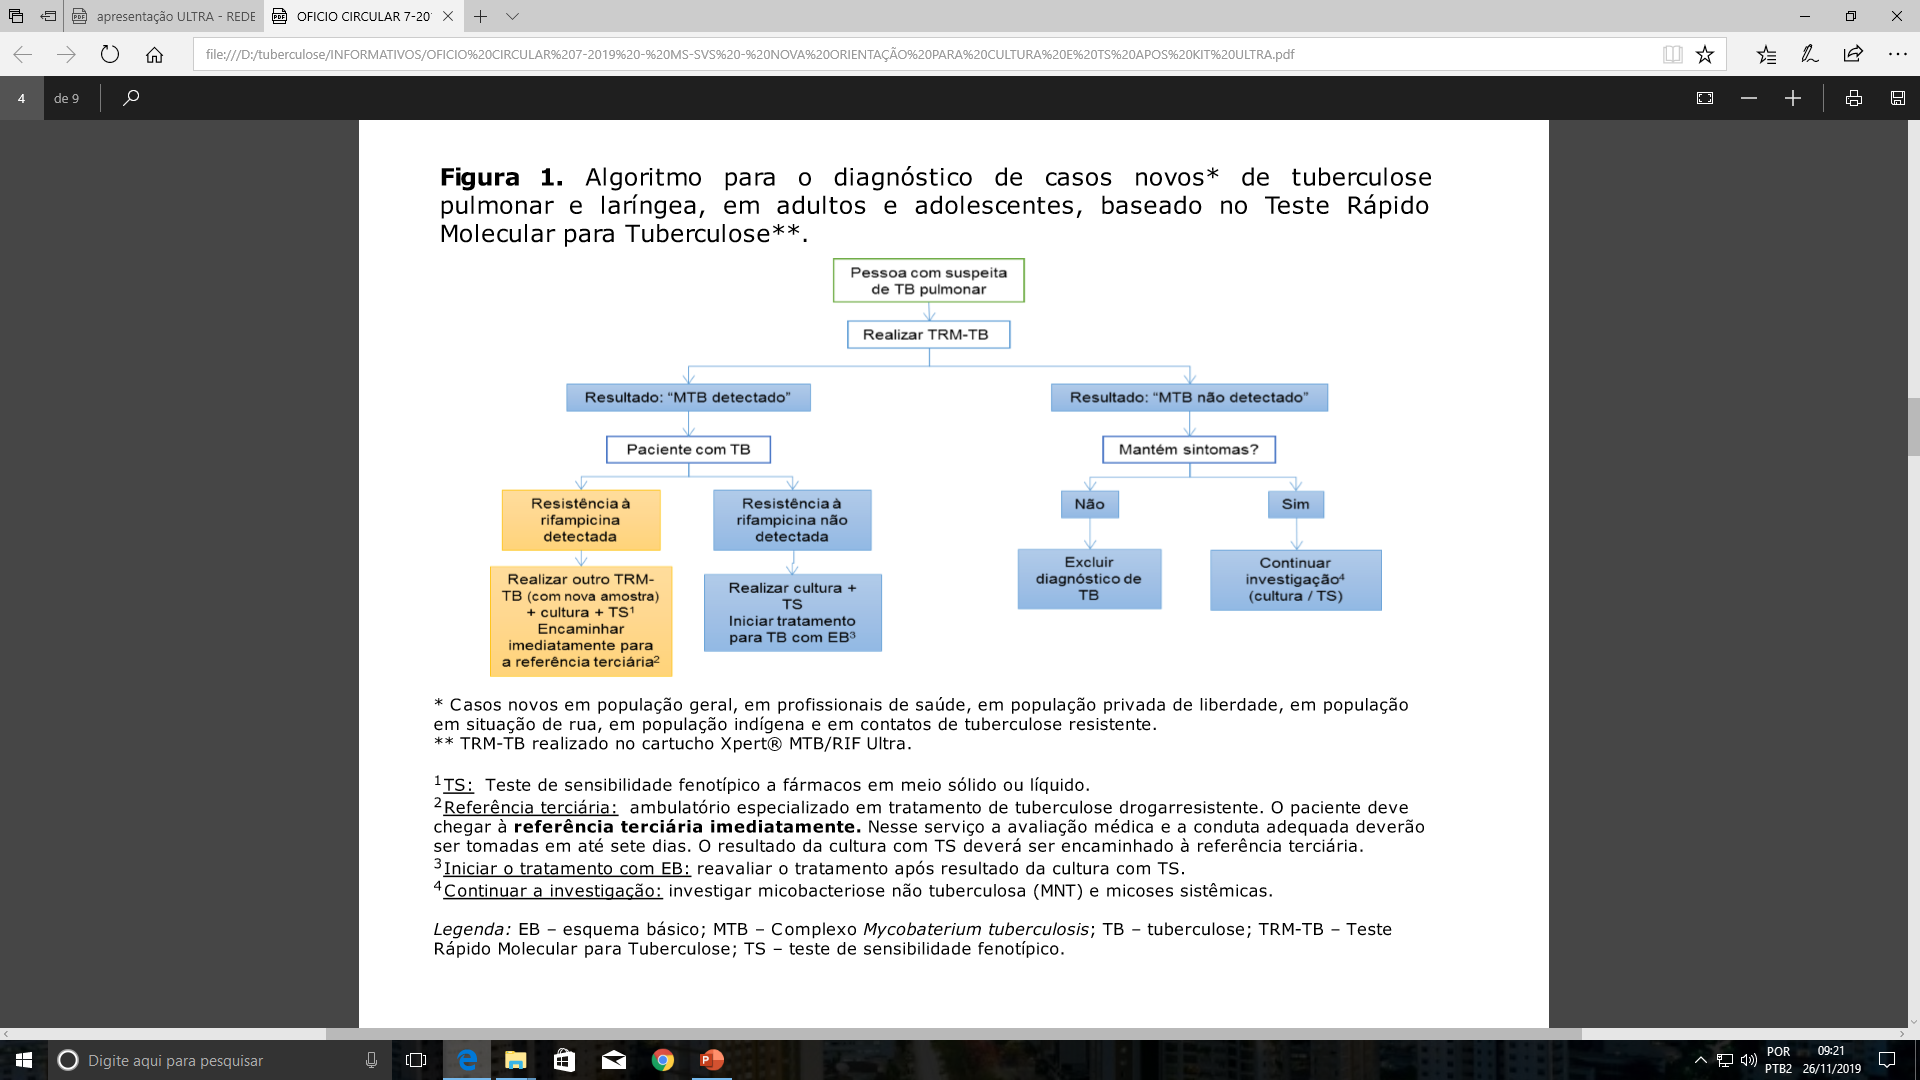 apresentação ULTRA - REDE
OFICIO CIRCULAR 7-201
file:///D:/tuberculose/INFORMATIVOS/OFICIO%20CIRCULAR%207-2019%20-%20MS-SVS%20-%20NOVA%20ORIENTAÇÃO%20PARA%20CULTURA%20E%20TS%20APOS%20KIT%20ULTRA.pdf
4 de 9
Figura 1. Algoritmo para o diagnóstico de casos novos* de tuberculose
pulmonar e laríngea, em adultos e adolescentes, baseado no Teste Rápido
Molecular para Tuberculose**.
Pessoa com suspeita
de TB pulmonar
Realizar TRM-TB
Resultado: “MTB detectado”
Resultado: “MTB não detectado”
Paciente com TB
Mantém sintomas?
Resistência à
rifampicina
detectada
Resistência à
rifampicina não
detectada
Não
Sim
Realizar outro TRM-
TB (com nova amostra)
+ cultura + TS¹
Encaminhar
imediatamente para
a referência terciária²
Realizar cultura +
TS
Iniciar tratamento
para TB com EB³
Excluir
diagnóstico de
TB
Continuar
investigação⁴
(cultura / TS)
* Casos novos em população geral, em profissionais de saúde, em população privada de liberdade, em população
em situação de rua, em população indígena e em contatos de tuberculose resistente.
** TRM-TB realizado no cartucho Xpert® MTB/RIF Ultra.
¹TS: Teste de sensibilidade fenotípico a fármacos em meio sólido ou líquido.
²Referência terciária: ambulatório especializado em tratamento de tuberculose drogarresistente. O paciente deve
chegar à referência terciária imediatamente. Nesse serviço a avaliação médica e a conduta adequada deverão
ser tomadas em até sete dias. O resultado da cultura com TS deverá ser encaminhado à referência terciária.
³Iniciar o tratamento com EB: reavaliar o tratamento após resultado da cultura com TS.
⁴Continuar a investigação: investigar micobacteriose não tuberculosa (MNT) e micoses sistêmicas.
Legenda: EB – esquema básico; MTB – Complexo Mycobaterium tuberculosis; TB – tuberculose; TRM-TB – Teste
Rápido Molecular para Tuberculose; TS – teste de sensibilidade fenotípico.
Digite aqui para pesquisar
POR
PTB2
09:21
26/11/2019